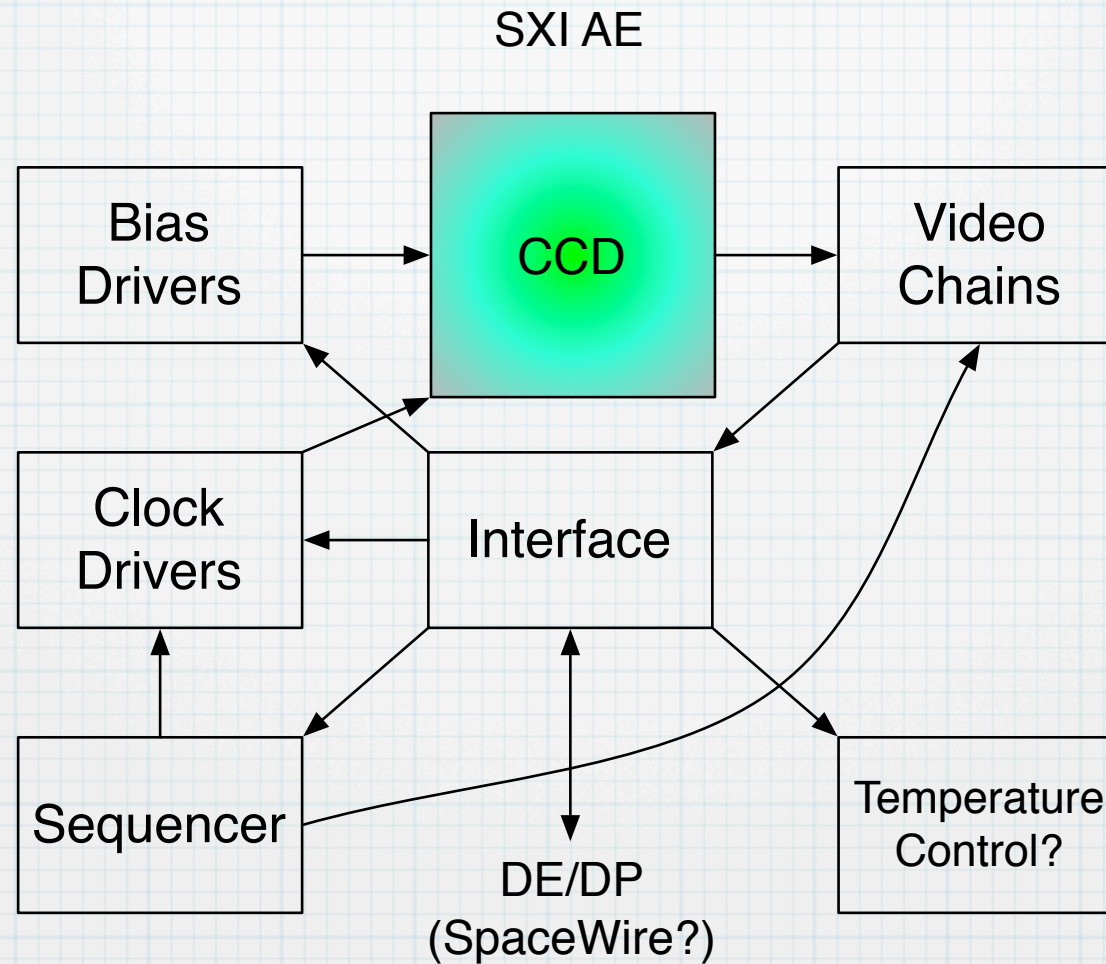 SXI AE
Bias
Drivers
CCD
Video
Chains
Clock
Drivers
Interface
Sequencer
DE/DP
(SpaceWire?)
Temperature
Control?